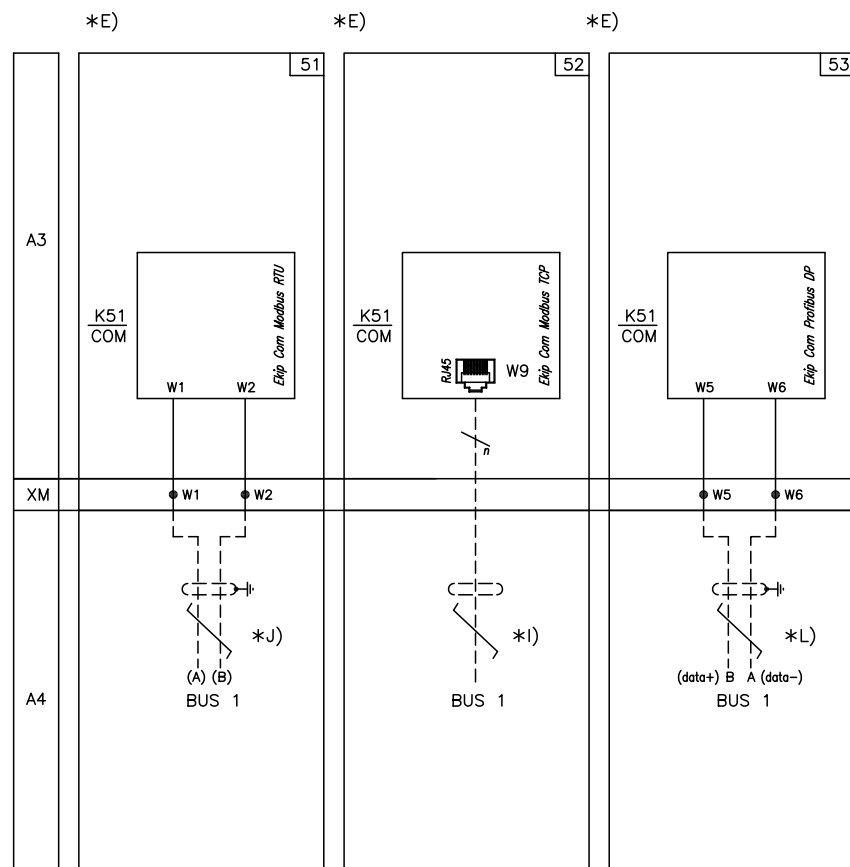 *E) *E) *E)
51 52 53
A3
K51
COM
Ekip Com Modbus RTU
W1 W2
K51
COM
Ekip Com Modbus TCP
RJ45
W9
n
K51
COM
Ekip Com Profibus DP
W5 W6
XM W1 W2 W5 W6
A4
*J)
(A) (B)
BUS 1
*I)
BUS 1
*L)
(data+) B A (data-)
BUS 1